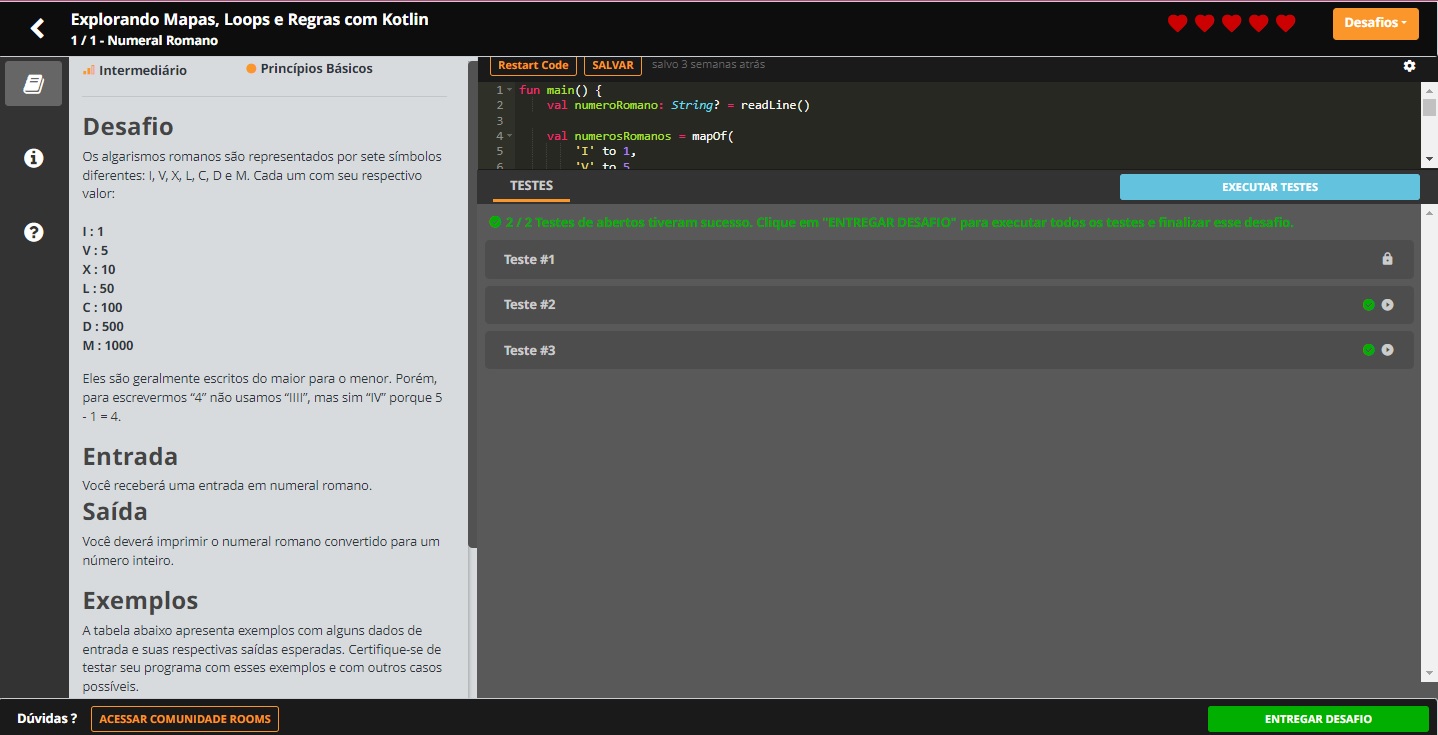 Explorando Mapas, Loops e Regras com Kotlin
1 / 1 - Numeral Romano
Desafios
Intermediário
Princípios Básicos
Desafio
Os algarismos romanos são representados por sete símbolos
diferentes: I, V, X, L, C, D e M. Cada um com seu respectivo
valor:
I : 1
V : 5
X : 10
L : 50
C : 100
D : 500
M : 1000
Eles são geralmente escritos do maior para o menor. Porém,
para escrevermos “4” não usamos “IIII”, mas sim “IV” porque 5
- 1 = 4.
Entrada
Você receberá uma entrada em numeral romano.
Saída
Você deverá imprimir o numeral romano convertido para um
número inteiro.
Exemplos
A tabela abaixo apresenta exemplos com alguns dados de
entrada e suas respectivas saídas esperadas. Certifique-se de
testar seu programa com esses exemplos e com outros casos
possíveis.
Restart Code
SALVAR
salvo 3 semanas atrás
1 fun main() {
2 val numeroRomano: String? = readLine()
3
4 val numerosRomanos = mapOf(
5 'I' to 1,
6 'V' to 5
TESTES
EXECUTAR TESTES
2 / 2 Testes de abertos tiveram sucesso. Clique em "ENTREGAR DESAFIO" para executar todos os testes e finalizar esse desafio.
Teste #1
Teste #2
Teste #3
Dúvidas ?
ACESSAR COMUNIDADE ROOMS
ENTREGAR DESAFIO